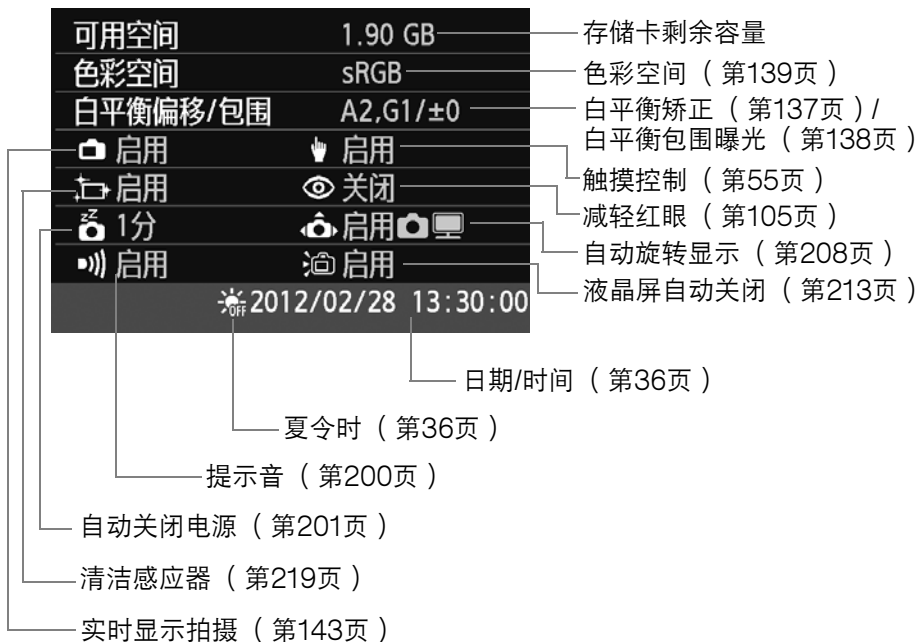 可用空间 1.90 GB 存储卡剩余容量
色彩空间 sRGB 色彩空间（第139页）
白平衡偏移/包围 A2,G1/±0 白平衡矫正（第137页）/
白平衡包围曝光（第138页）
启用 启用 触摸控制（第55页）
启用 关闭 减轻红眼（第105页）
zz 1分 启用 自动旋转显示（第208页）
启用 启用 液晶屏自动关闭（第213页）
OFF 2012/02/28 13:30:00
日期/时间（第36页）
夏令时（第36页）
提示音（第200页）
自动关闭电源（第201页）
清洁感应器（第219页）
实时显示拍摄（第143页）